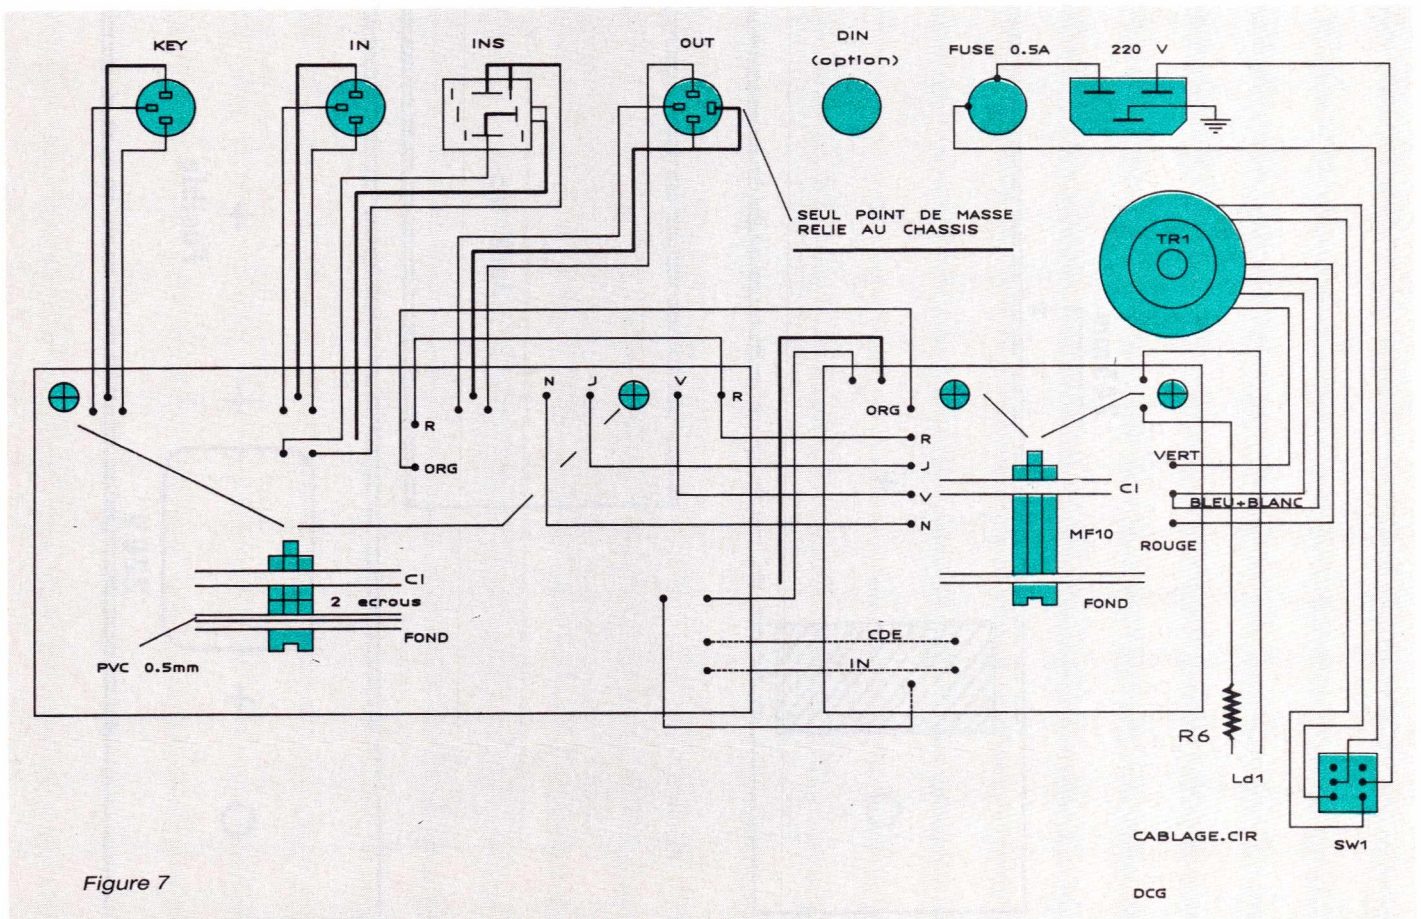 KEY
IN
INS
OUT
DIN
(option)
FUSE 0.5A
220 V
SEUL POINT DE MASSE
RELIE AU CHASSIS
TR1
N
J
V
R
R
ORG
ORG
R
J
V
N
VERT
BLEU+BLANC
ROUGE
CI
MF10
FOND
CI
2 ecrous
FOND
PVC 0.5mm
CDE
IN
R6
Ld1
SW1
CABLAGE.CIR
DCG
Figure 7